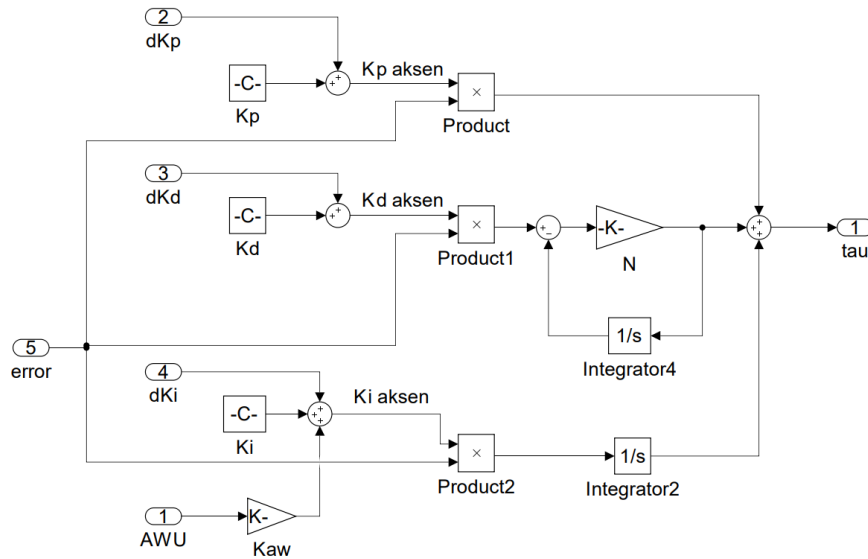 2
dKp
-C-
Kp
++
Kp aksen
×
Product
3
dKd
-C-
Kd
++
Kd aksen
×
Product1
+−
-K-
N
1/s
Integrator4
+
+
+
1
tau
5
error
4
dKi
-C-
Ki
+
+
+
Ki aksen
×
Product2
1/s
Integrator2
1
AWU
K-
Kaw